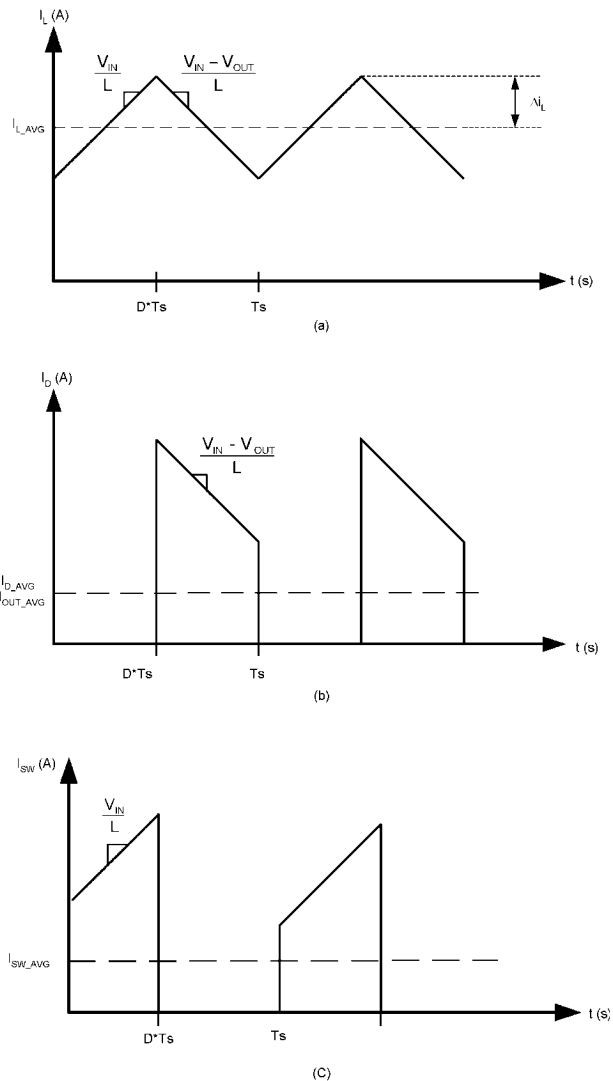 I_L (A)
V_IN
L
V_IN – V_OUT
L
I_L_AVG
Δi_L
D*Ts
Ts
t (s)
(a)
I_D (A)
V_IN - V_OUT
L
I_D_AVG
I_OUT_AVG
D*Ts
Ts
t (s)
(b)
I_SW (A)
V_IN
L
I_SW_AVG
D*Ts
Ts
t (s)
(C)